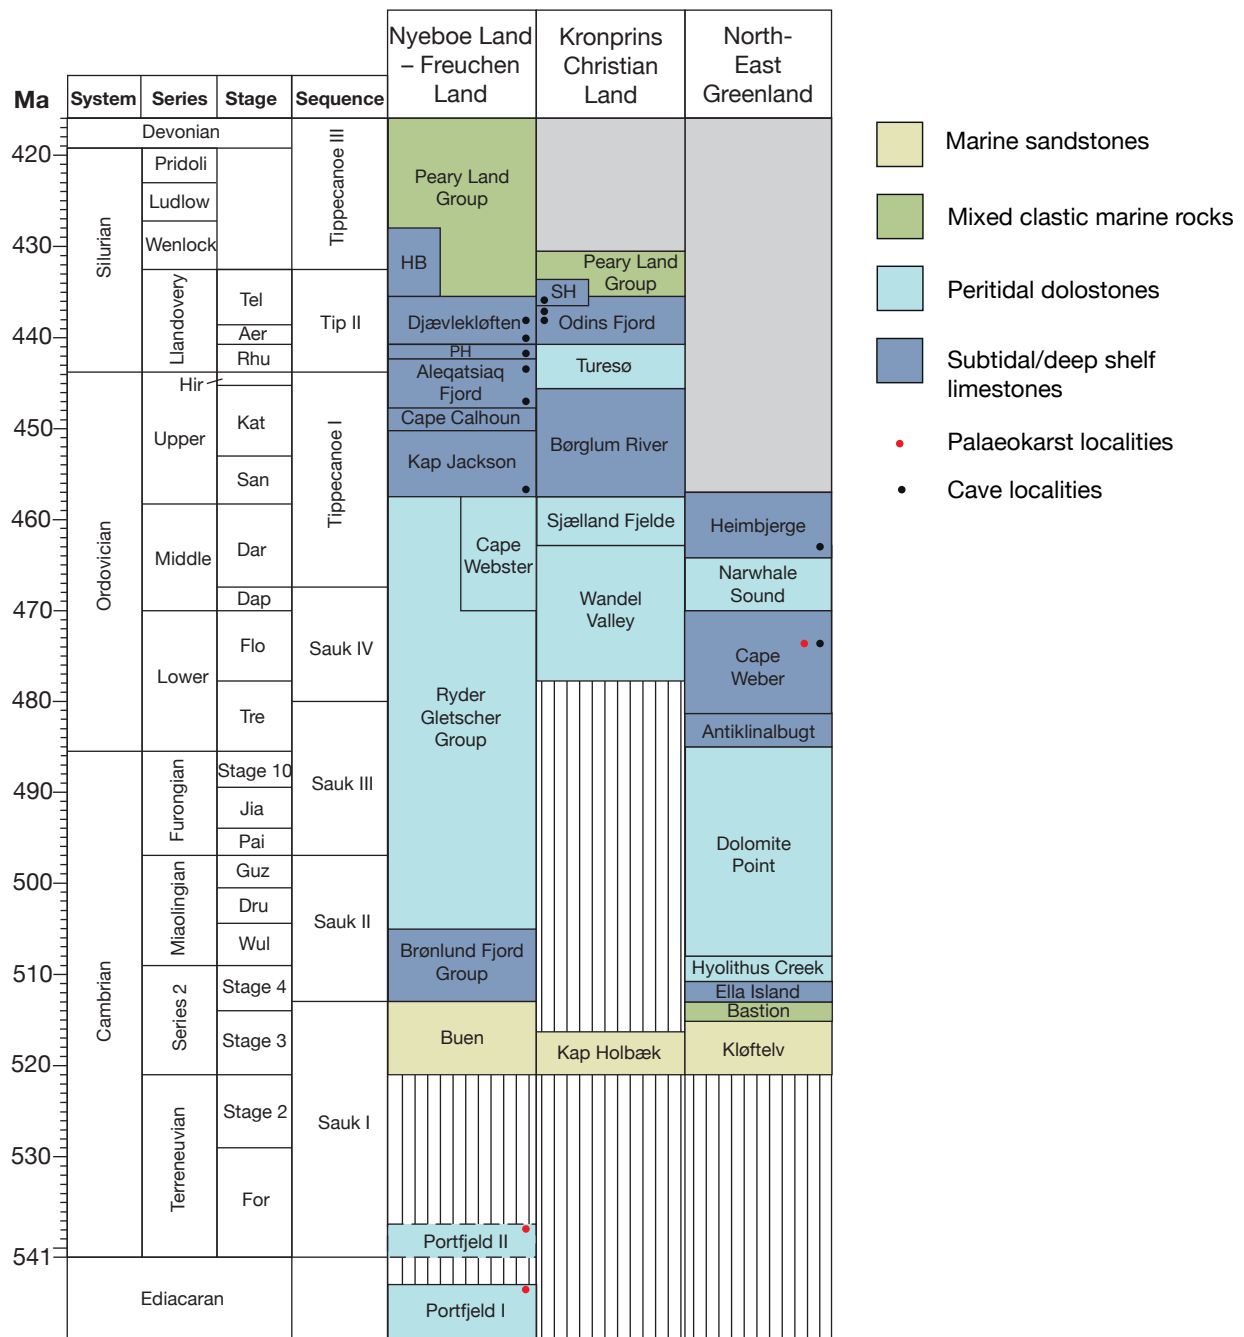 Nyeboe Land
– Freuchen
Land
Kronprins
Christian
Land
North-
East
Greenland
Ma
System
Series
Stage
Sequence
Devonian
420
430
440
450
460
470
480
490
500
510
520
530
541
Silurian
Ordovician
Cambrian
Ediacaran
Pridoli
Ludlow
Wenlock
Llandovery
Upper
Middle
Lower
Furongian
Miaolingian
Series 2
Terreneuvian
Tel
Aer
Rhu
Hir
Kat
San
Dar
Dap
Flo
Tre
Stage 10
Jia
Pai
Guz
Dru
Wul
Stage 4
Stage 3
Stage 2
For
Tippecanoe III
Tip II
Tippecanoe I
Sauk IV
Sauk III
Sauk II
Sauk I
Peary Land
Group
HB
Djævlekløften
PH
Aleqatsiaq
Fjord
Cape Calhoun
Kap Jackson
Cape
Webster
Ryder
Gletscher
Group
Brønlund Fjord
Group
Buen
Portfjeld II
Portfjeld I
Peary Land
Group
SH
Odins Fjord
Turesø
Børglum River
Sjælland Fjelde
Wandel
Valley
Kap Holbæk
Heimbjerge
Narwhale
Sound
Cape
Weber
Antiklinalbugt
Dolomite
Point
Hyolithus Creek
Ella Island
Bastion
Kløftelv
Marine sandstones
Mixed clastic marine rocks
Peritidal dolostones
Subtidal/deep shelf
limestones
Palaeokarst localities
Cave localities